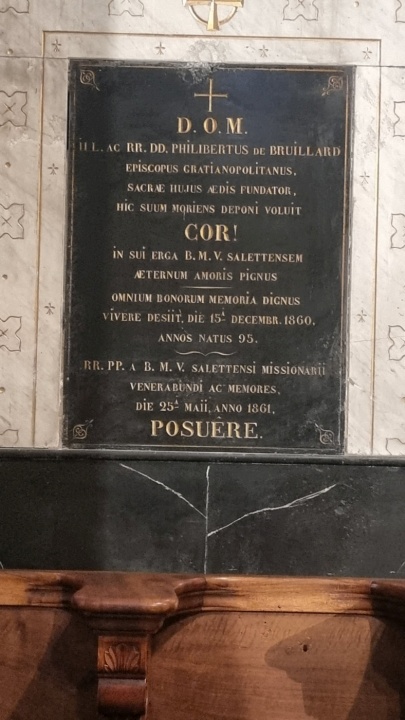 D. O. M.
ILL. AC RR. DD. PHILIBERTUS DE BRUILLARD
EPISCOPUS GRATIANOPOLITANUS,
SACRÆ HUJUS ÆDIS FUNDATOR,
HIC SUUM MORIENS DEPONI VOLUIT
COR!
IN SUI ERGA B. M. V. SALETTENSEM
ÆTERNUM AMORIS PIGNUS
OMNIUM BONORUM MEMORIA DIGNUS
VIVERE DESIIT, DIE 15ᴬ DECEMBR. 1860.
ANNOS NATUS 95.
RR. PP. A B. M. V. SALETTENSI MISSIONARII
VENERABUNDI AC MEMORES,
DIE 25ᴬ MAII, ANNO 1861,
POSUÊRE.